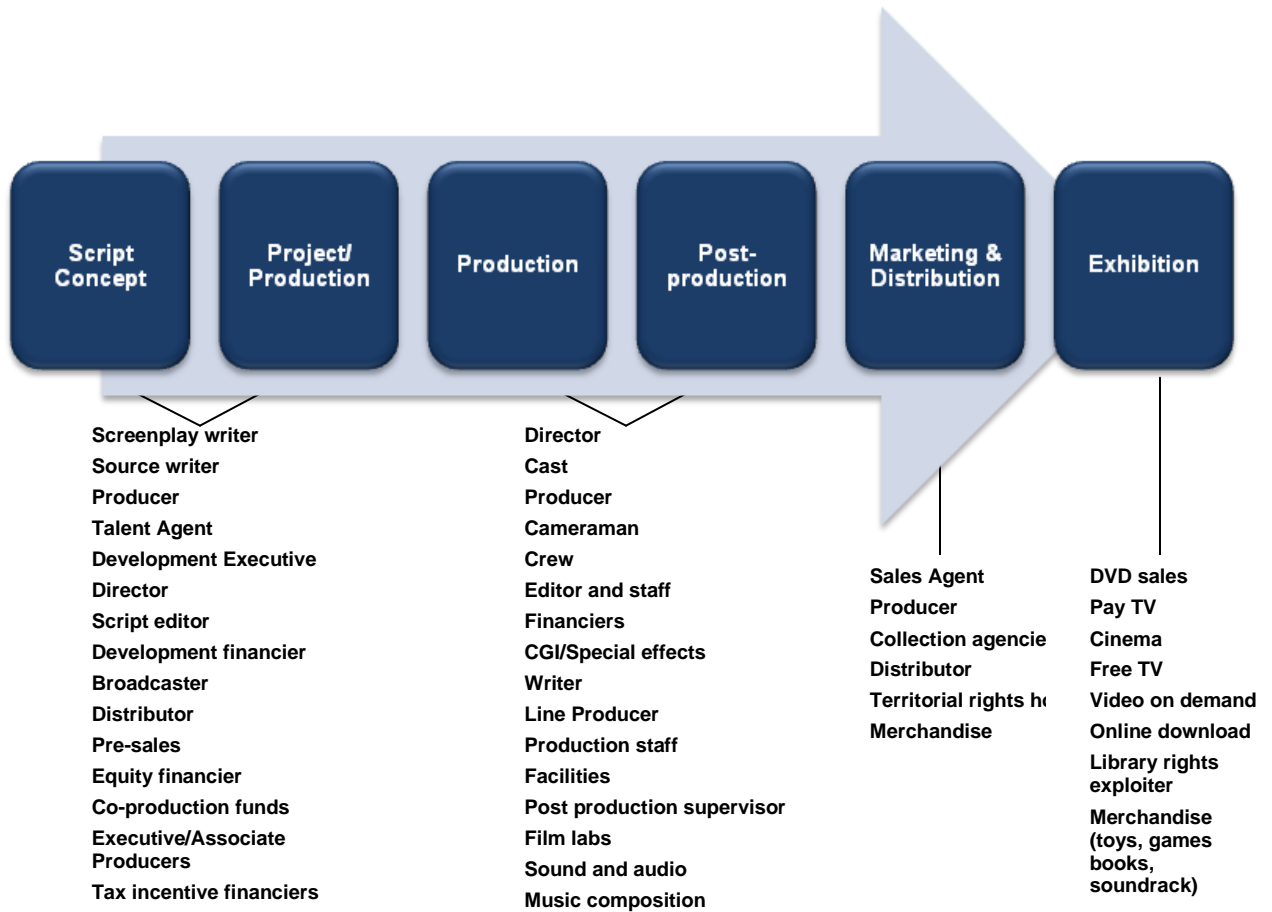 Script
Concept
Project/
Production
Production
Post-
production
Marketing &
Distribution
Exhibition
Screenplay writer
Source writer
Producer
Talent Agent
Development Executive
Director
Script editor
Development financier
Broadcaster
Distributor
Pre-sales
Equity financier
Co-production funds
Executive/Associate
Producers
Tax incentive financiers
Director
Cast
Producer
Cameraman
Crew
Editor and staff
Financiers
CGI/Special effects
Writer
Line Producer
Production staff
Facilities
Post production supervisor
Film labs
Sound and audio
Music composition
Sales Agent
Producer
Collection agencie
Distributor
Territorial rights
Merchandise
DVD sales
Pay TV
Cinema
Free TV
Video on demand
Online download
Library rights
exploiter
Merchandise
(toys, games
books,
soundrack)